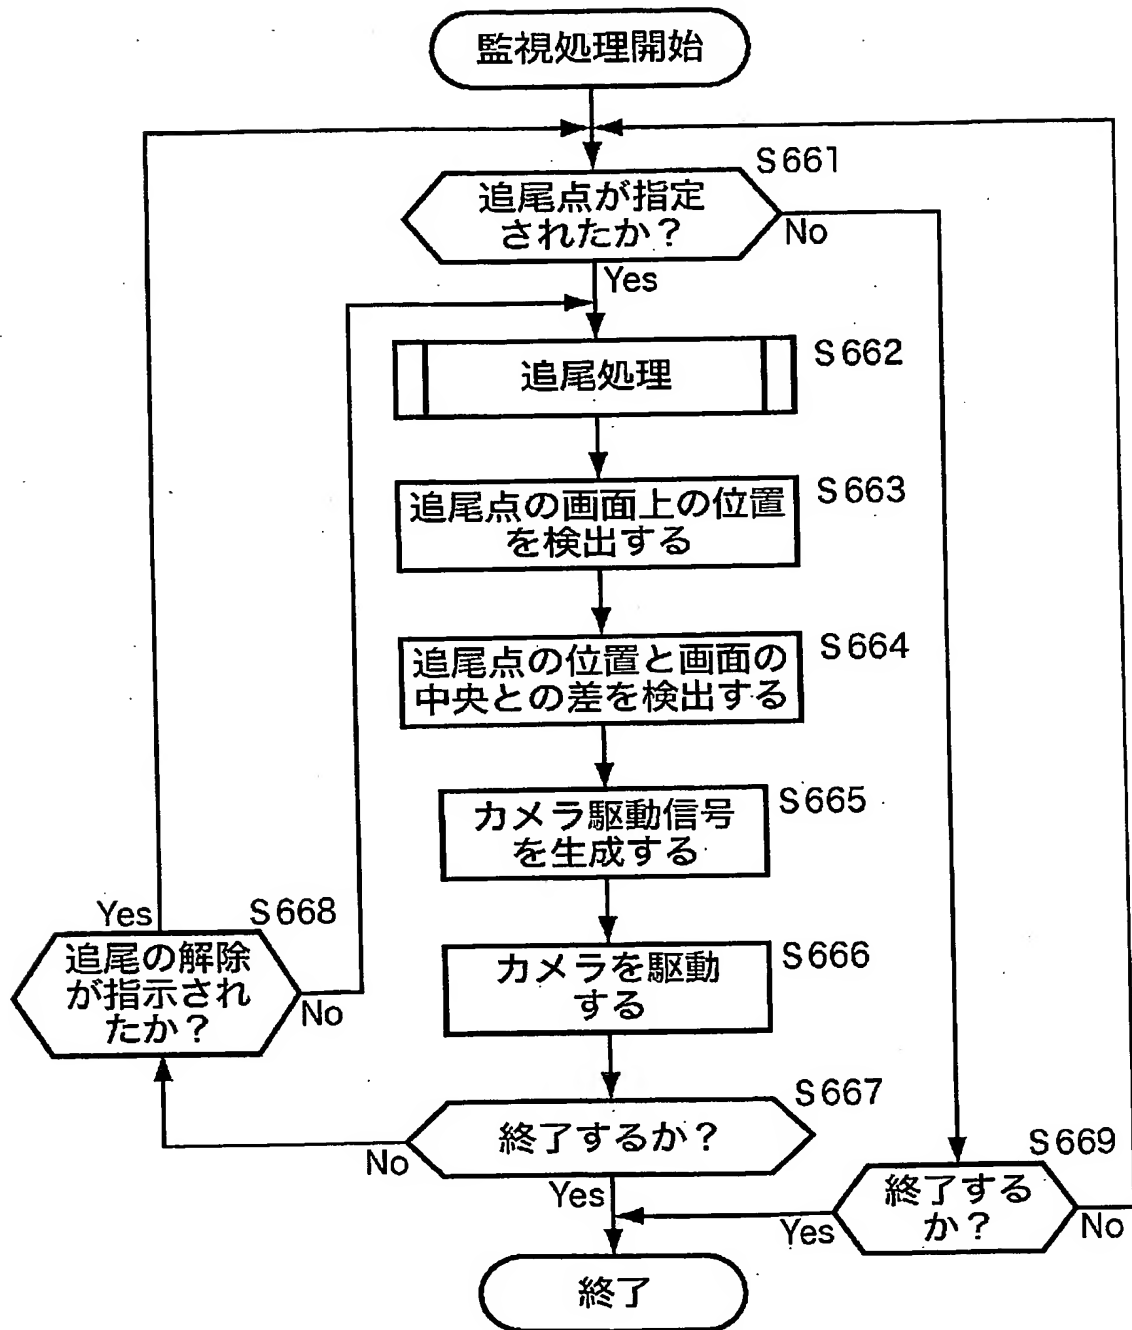 監視処理開始
S661
追尾点が指定
されたか？
No
Yes
S662
追尾処理
S663
追尾点の画面上の位置
を検出する
S664
追尾点の位置と画面の
中央との差を検出する
S665
カメラ駆動信号
を生成する
Yes
S668
追尾の解除
が指示され
たか？
No
S666
カメラを駆動
する
S667
終了するか？
No
Yes
S669
終了する
か？
Yes
No
終了